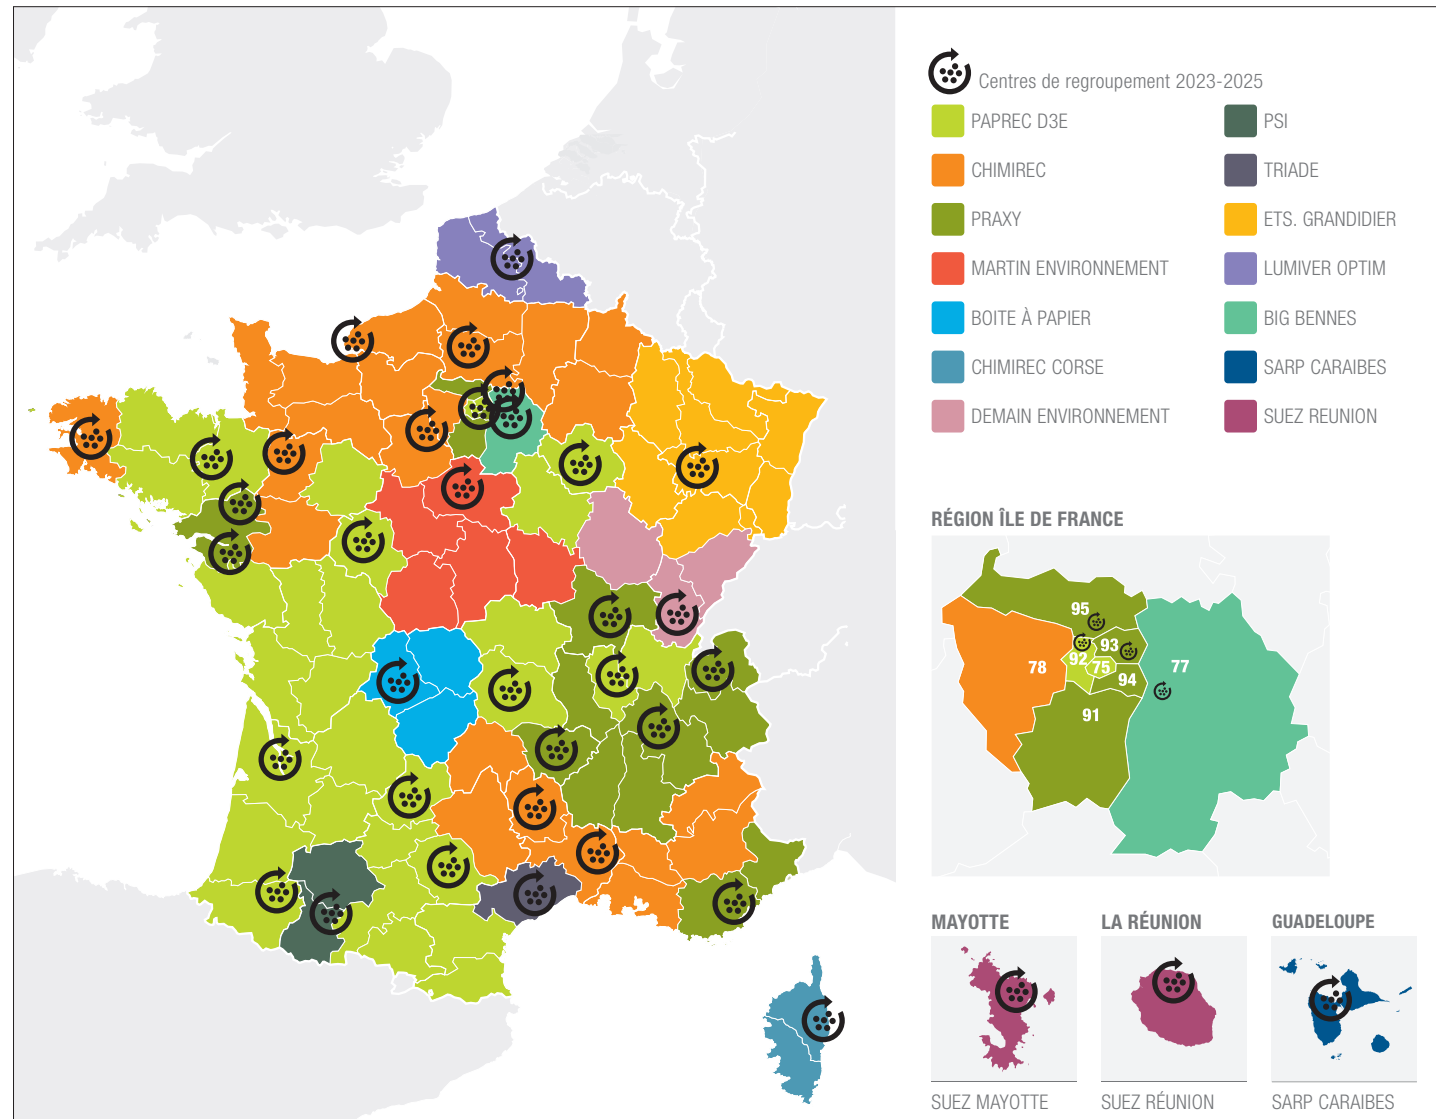 Centres de regroupement 2023-2025
PAPREC D3E
CHIMIREC
PRAXY
MARTIN ENVIRONNEMENT
BOITE À PAPIER
CHIMIREC CORSE
DEMAIN ENVIRONNEMENT
PSI
TRIADE
ETS. GRANDIDIER
LUMIVER OPTIM
BIG BENNES
SARP CARAIBES
SUEZ REUNION
RÉGION ÎLE DE FRANCE
95
93
92
75
78
77
94
91
MAYOTTE
SUEZ MAYOTTE
LA RÉUNION
SUEZ RÉUNION
GUADELOUPE
SARP CARAIBES